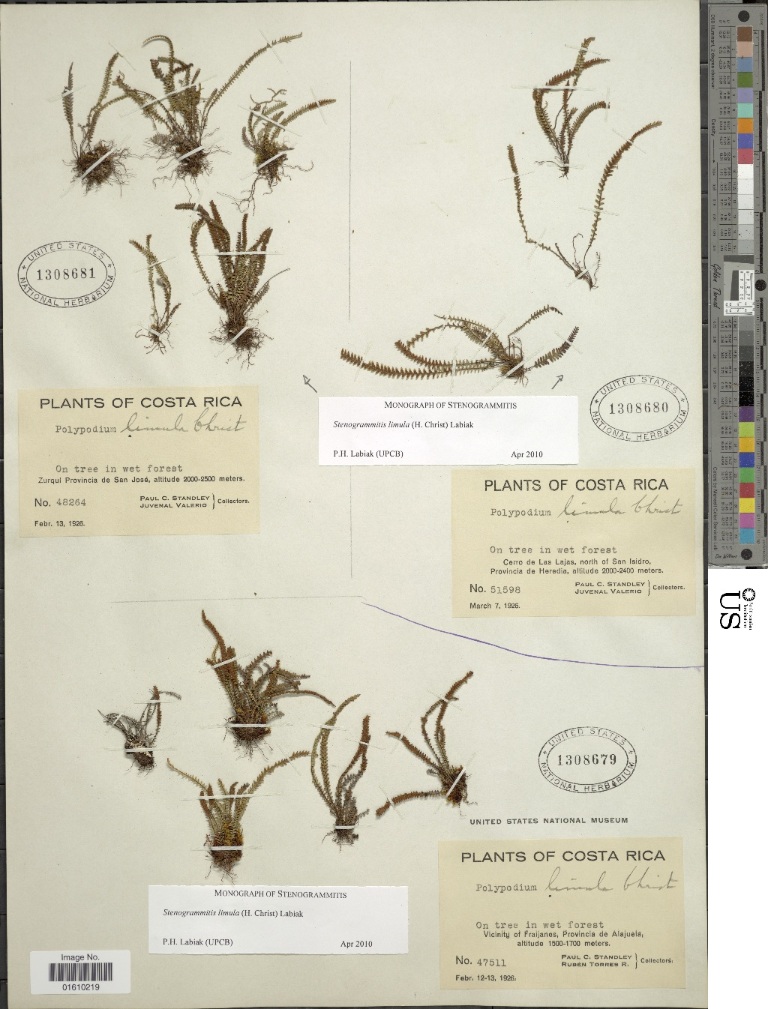 UNITED STATES
1308681
NATIONAL HERBARIUM
PLANTS OF COSTA RICA
Polypodium limula Christ
On tree in wet forest
Zurquí Provincia de San José, altitude 2000-2500 meters.
No. 48264
PAUL C. STANDLEY
JUVENAL VALERIO
Collectors.
Febr. 13, 1926.
MONOGRAPH OF STENOGRAMMITIS
Stenogrammitis limula (H. Christ) Labiak
P.H. Labiak (UPCB) Apr 2010
UNITED STATES
1308680
NATIONAL HERBARIUM
PLANTS OF COSTA RICA
Polypodium limula Christ
On tree in wet forest
Cerro de Las Lajas, north of San Isidro,
Provincia de Heredia, altitude 2000-2400 meters.
No. 51598
PAUL C. STANDLEY
JUVENAL VALERIO
Collectors.
March 7, 1926.
UNITED STATES
1308679
NATIONAL HERBARIUM
UNITED STATES NATIONAL MUSEUM
PLANTS OF COSTA RICA
Polypodium limula Christ
On tree in wet forest
Vicinity of Fraijanes, Provincia de Alajuela,
altitude 1500-1700 meters.
No. 47511
PAUL C. STANDLEY
RUBÉN TORRES R.
Collectors.
Febr. 12-13, 1926.
MONOGRAPH OF STENOGRAMMITIS
Stenogrammitis limula (H. Christ) Labiak
P.H. Labiak (UPCB) Apr 2010
Image No.
01610219
US